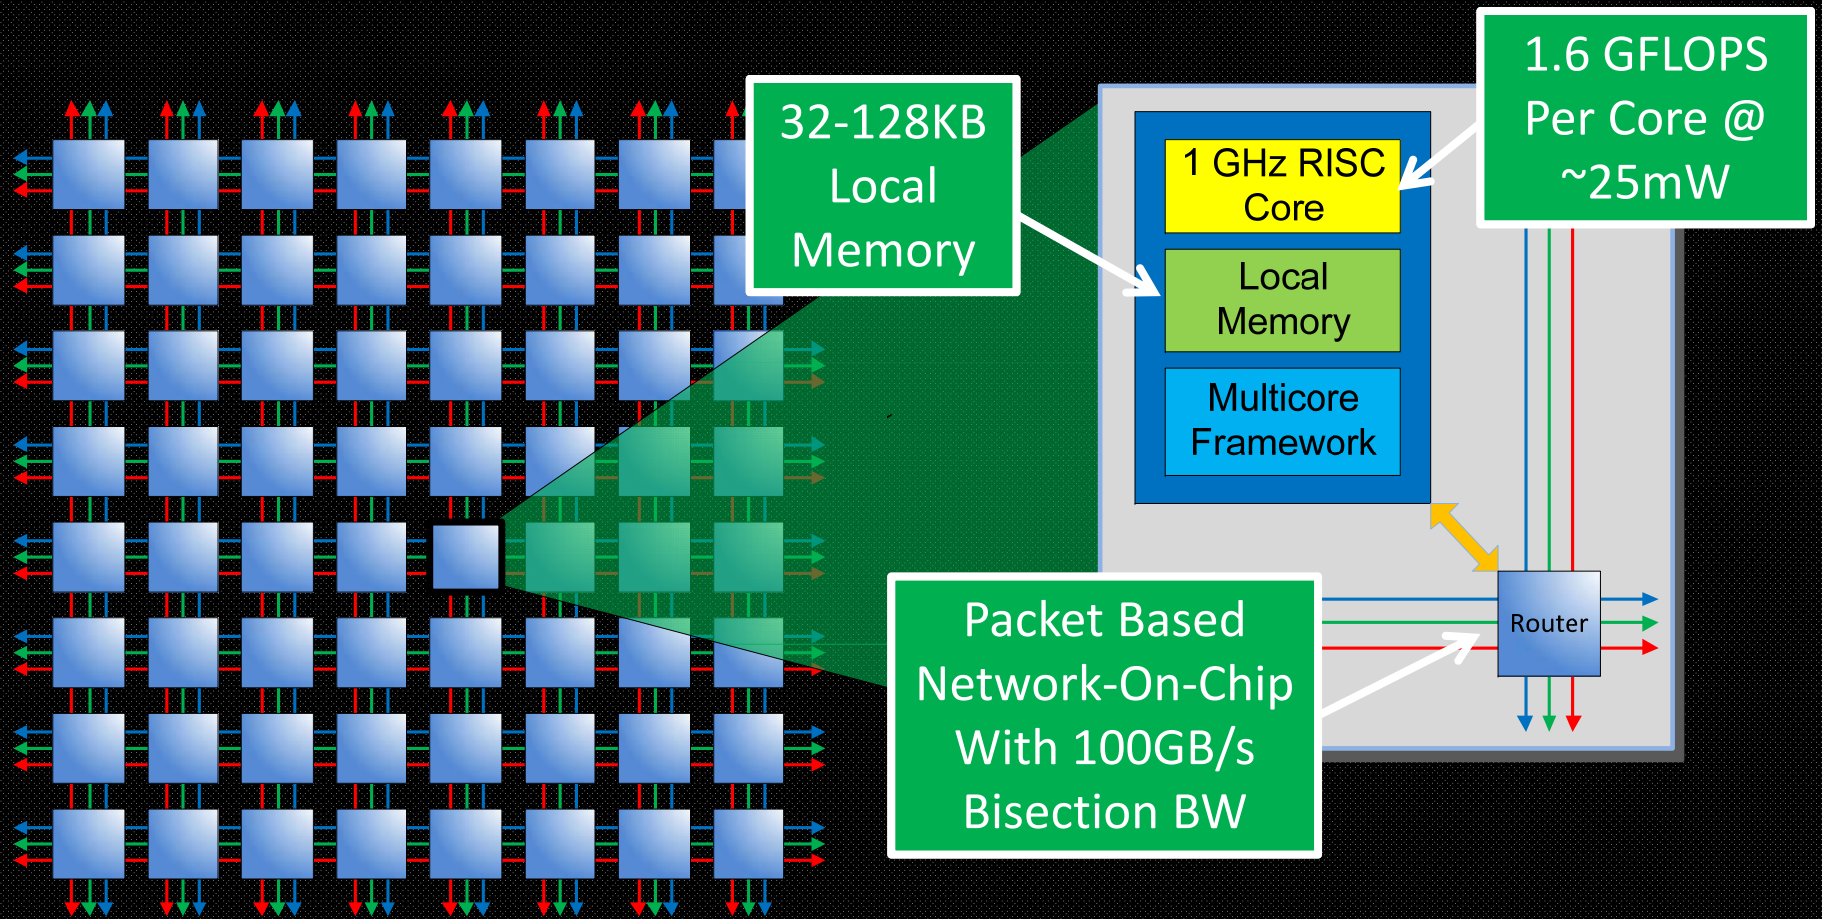 32-128KB
Local
Memory
1.6 GFLOPS
Per Core @
~25mW
1 GHz RISC
Core
Local
Memory
Multicore
Framework
Packet Based
Network-On-Chip
With 100GB/s
Bisection BW
Router